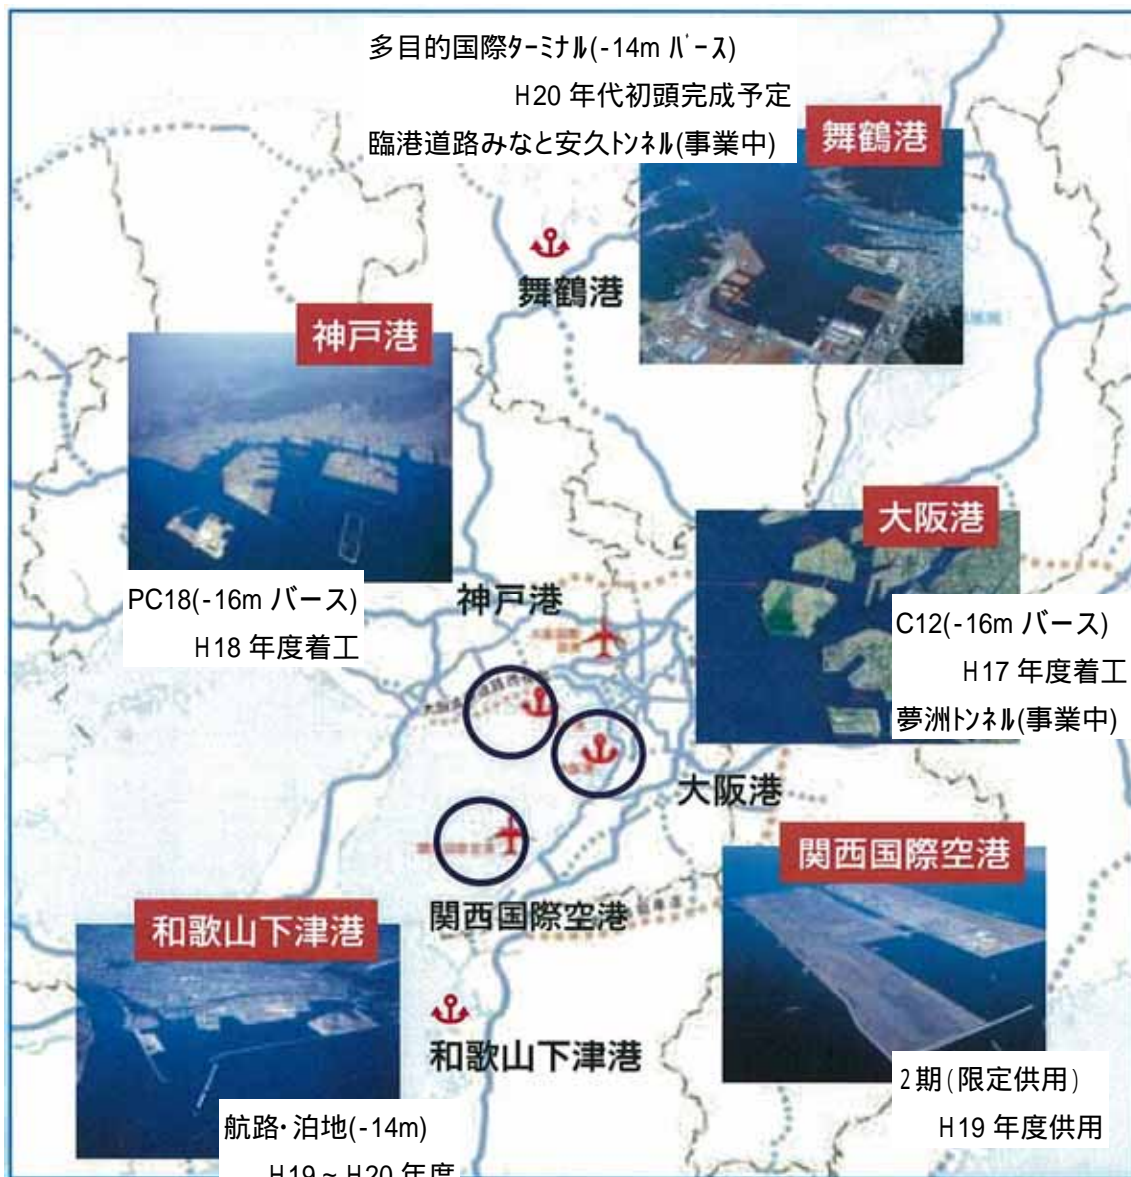 多目的国際ターミナル(-14m バース)
H20 年代初頭完成予定
臨港道路みなと安久トンネル(事業中)
舞鶴港
舞鶴港
神戸港
大阪港
PC18(-16m バース)
H18 年度着工
神戸港
C12(-16m バース)
H17 年度着工
夢洲トンネル(事業中)
大阪港
関西国際空港
関西国際空港
和歌山下津港
和歌山下津港
2期(限定供用)
H19 年度供用
航路・泊地(-14m)
H19~H20 年度